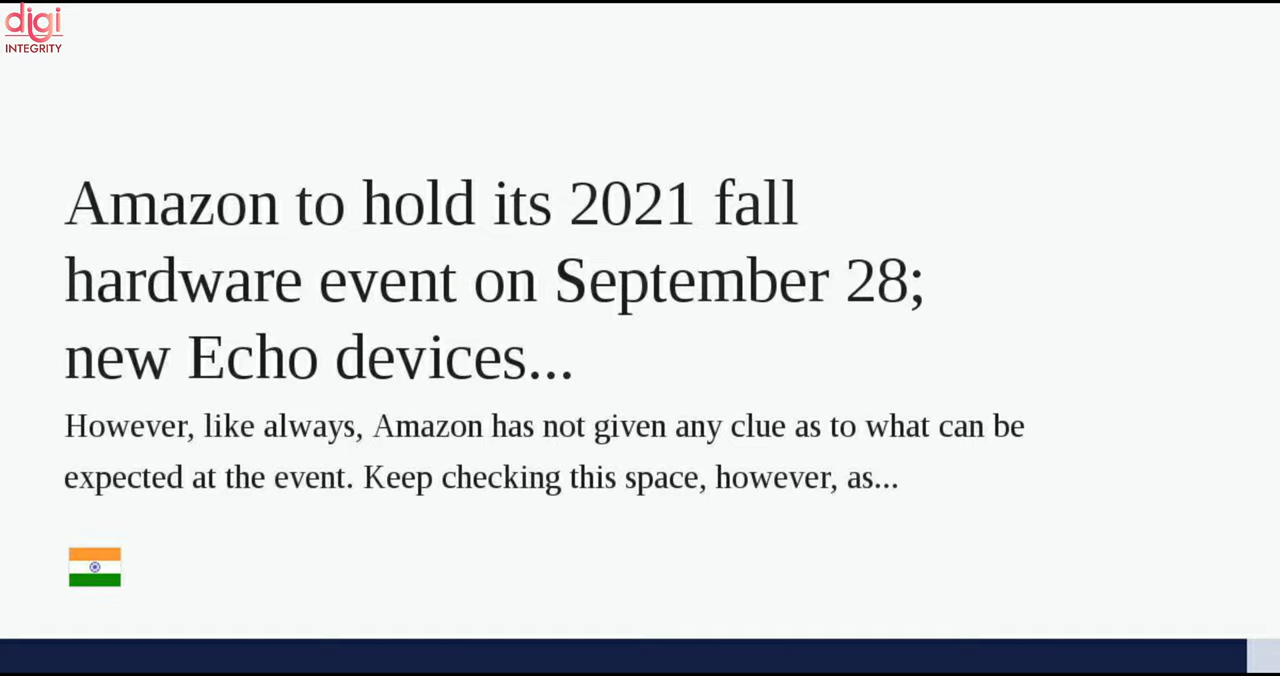 digi
INTEGRITY
Amazon to hold its 2021 fall
hardware event on September 28;
new Echo devices...
However, like always, Amazon has not given any clue as to what can be
expected at the event. Keep checking this space, however, as...